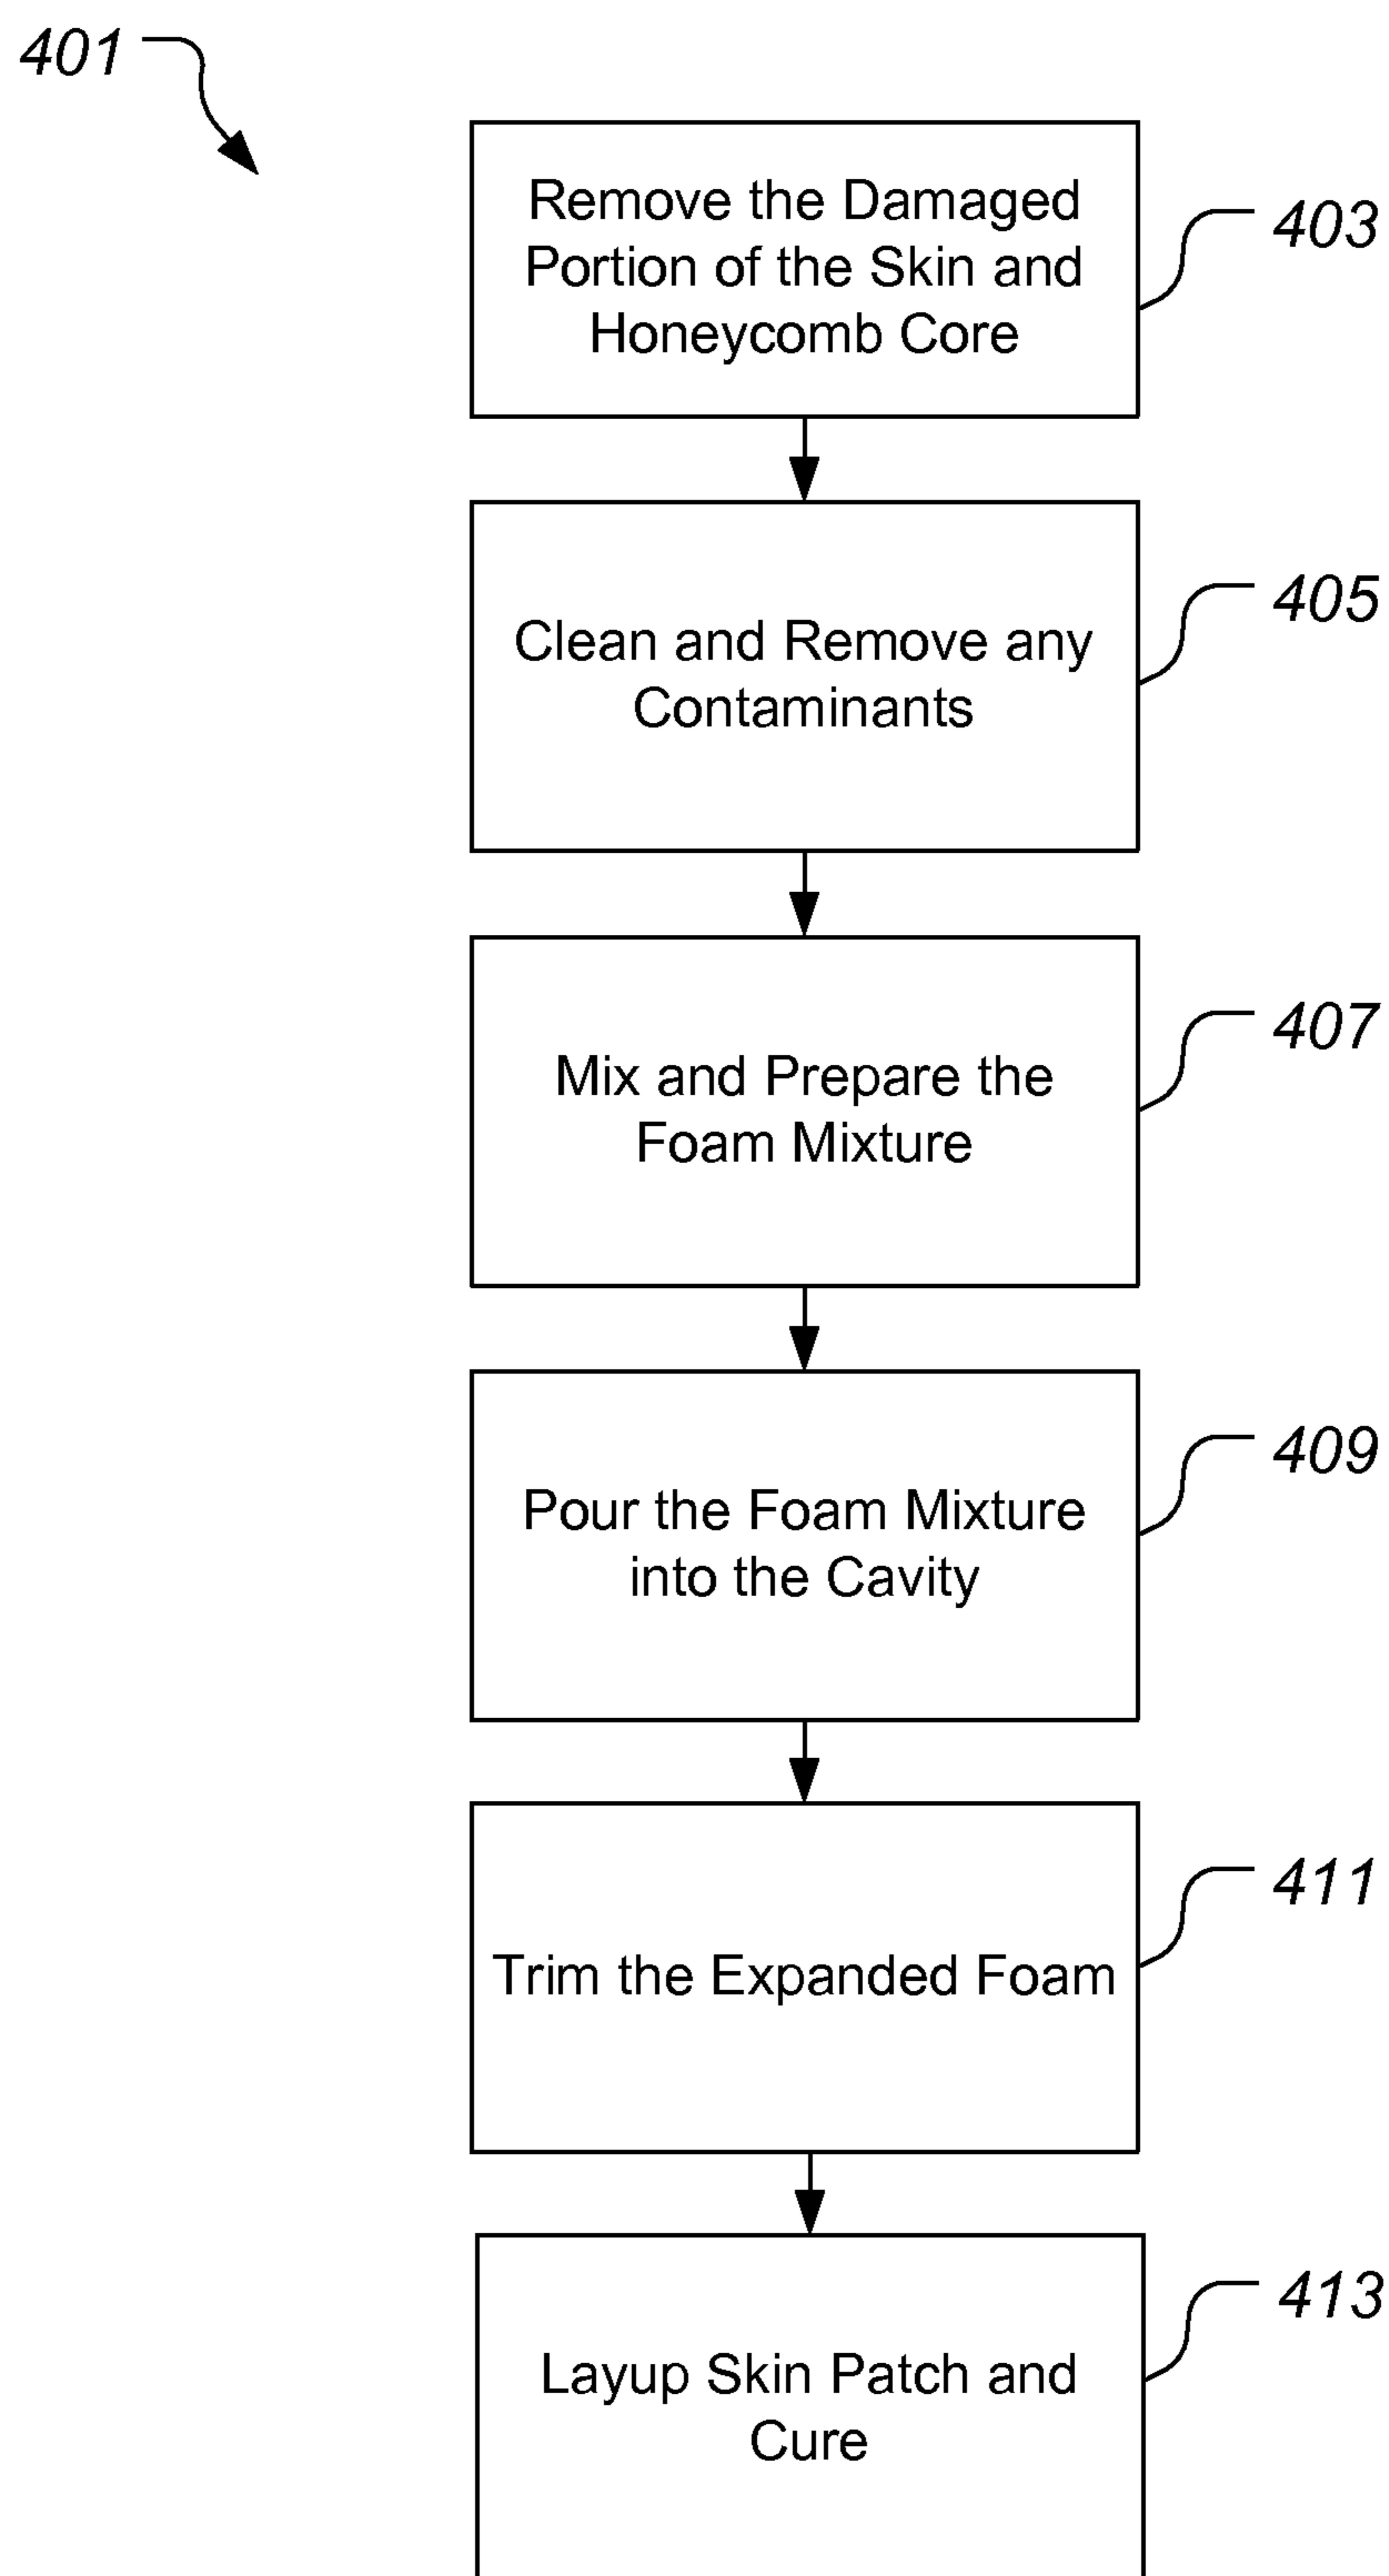 401
Remove the Damaged
Portion of the Skin and
Honeycomb Core
403
Clean and Remove any
Contaminants
405
Mix and Prepare the
Foam Mixture
407
Pour the Foam Mixture
into the Cavity
409
Trim the Expanded Foam
411
Layup Skin Patch and
Cure
413